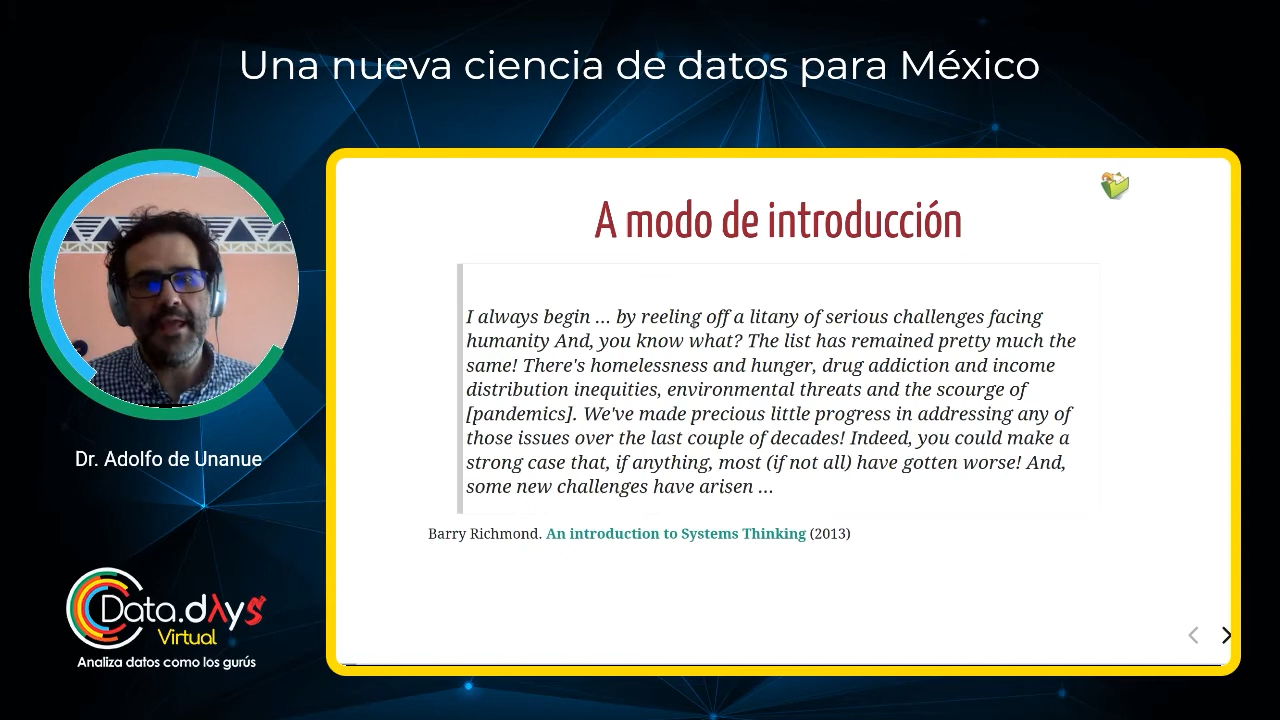 Una nueva ciencia de datos para México
A modo de introducción
I always begin ... by reeling off a litany of serious challenges facing
humanity And, you know what? The list has remained pretty much the
same! There's homelessness and hunger, drug addiction and income
distribution inequities, environmental threats and the scourge of
[pandemics]. We've made precious little progress in addressing any of
those issues over the last couple of decades! Indeed, you could make a
strong case that, if anything, most (if not all) have gotten worse! And,
some new challenges have arisen ...
Barry Richmond. An introduction to Systems Thinking (2013)
Dr. Adolfo de Unanue
Data.dλys
Virtual
Analiza datos como los gurús